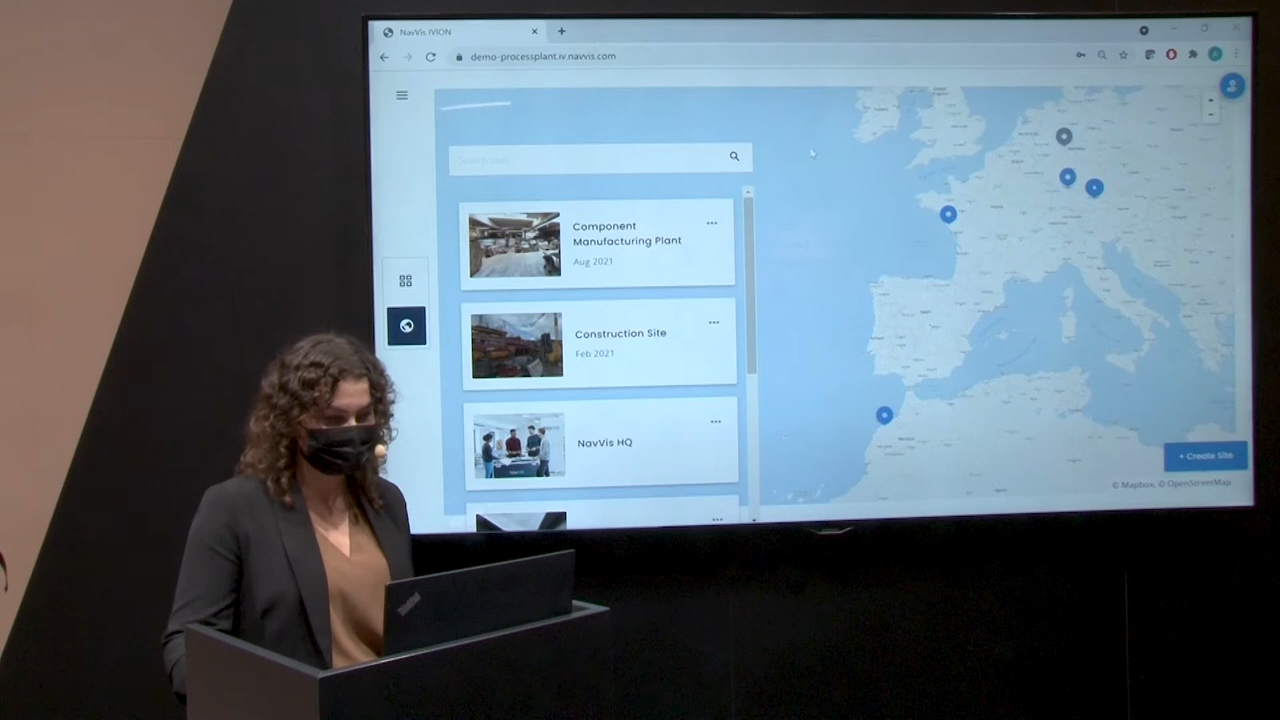 NavVis IVION
demo-processplant.iv.navvis.com
Component
Manufacturing Plant
Aug 2021
Construction Site
Feb 2021
NavVis HQ
+ Create Site
© Mapbox, © OpenStreetMap
ThinkPad